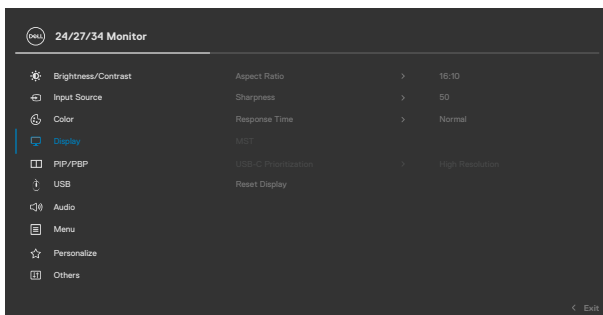 DELL 24/27/34 Monitor
Brightness/Contrast Aspect Ratio > 16:10
Input Source Sharpness > 50
Color Response Time > Normal
Display MST
PIP/PBP USB-C Prioritization > High Resolution
USB Reset Display
Audio
Menu
Personalize
Others
< Exit